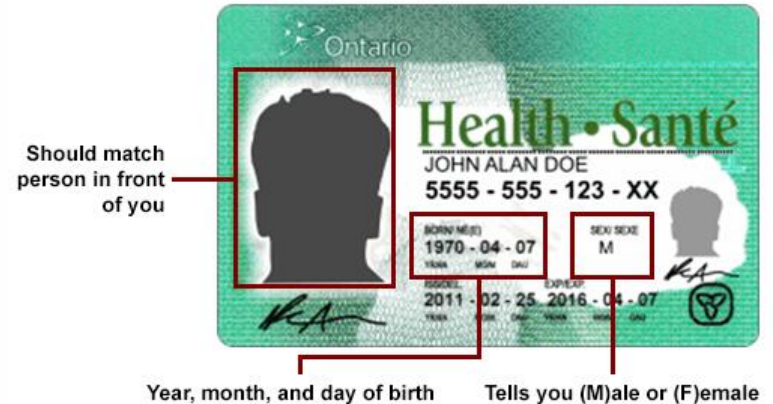 Ontario
Health • Santé
JOHN ALAN DOE
5555 - 555 - 123 - XX
BORN/NÉ(E)
1970 - 04 - 07
SEX/ SEXE
M
EXP/EXP.
2011 - 02 - 25 2016 - 04 - 07
Should match
person in front
of you
Year, month, and day of birth
Tells you (M)ale or (F)emale